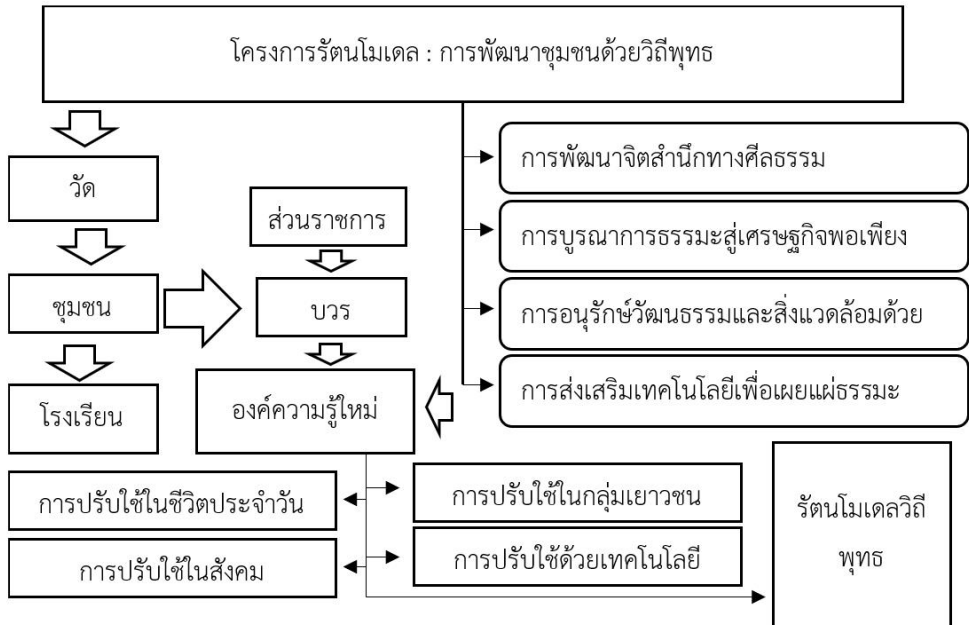 โครงการรัตนโมเดล : การพัฒนาชุมชนด้วยวิถีพุทธ
วัด
ชุมชน
โรงเรียน
ส่วนราชการ
บวร
องค์ความรู้ใหม่
การพัฒนาจิตสำนึกทางศีลธรรม
การบูรณาการธรรมะสู่เศรษฐกิจพอเพียง
การอนุรักษ์วัฒนธรรมและสิ่งแวดล้อมด้วย
การส่งเสริมเทคโนโลยีเพื่อเผยแผ่ธรรมะ
การปรับใช้ในชีวิตประจำวัน
การปรับใช้ในสังคม
การปรับใช้ในกลุ่มเยาวชน
การปรับใช้ด้วยเทคโนโลยี
รัตนโมเดลวิถี
พุทธ